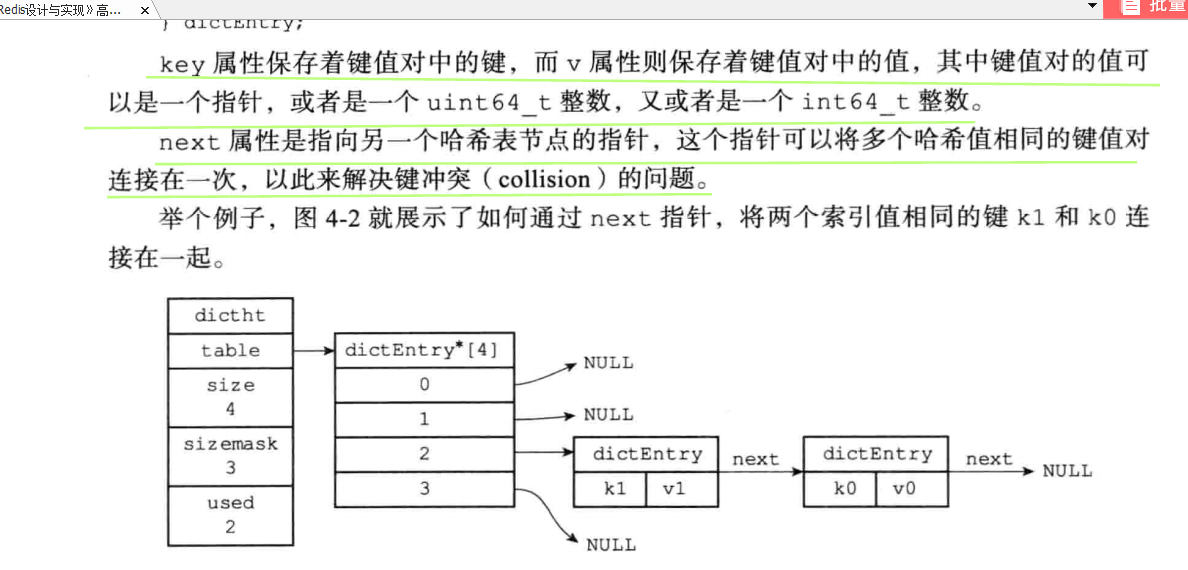 Redis设计与实现》高...
批量
} dictEntry;
key 属性保存着键值对中的键，而 v 属性则保存着键值对中的值，其中键值对的值可
以是一个指针，或者是一个 uint64_t 整数，又或者是一个 int64_t 整数。
next 属性是指向另一个哈希表节点的指针，这个指针可以将多个哈希值相同的键值对
连接在一次，以此来解决键冲突（collision）的问题。
举个例子，图 4-2 就展示了如何通过 next 指针，将两个索引值相同的键 k1 和 k0 连
接在一起。
dictht
table
size
4
sizemask
3
used
2
dictEntry*[4]
0
1
2
3
NULL
NULL
dictEntry
k1 v1
next
dictEntry
k0 v0
next
NULL
NULL